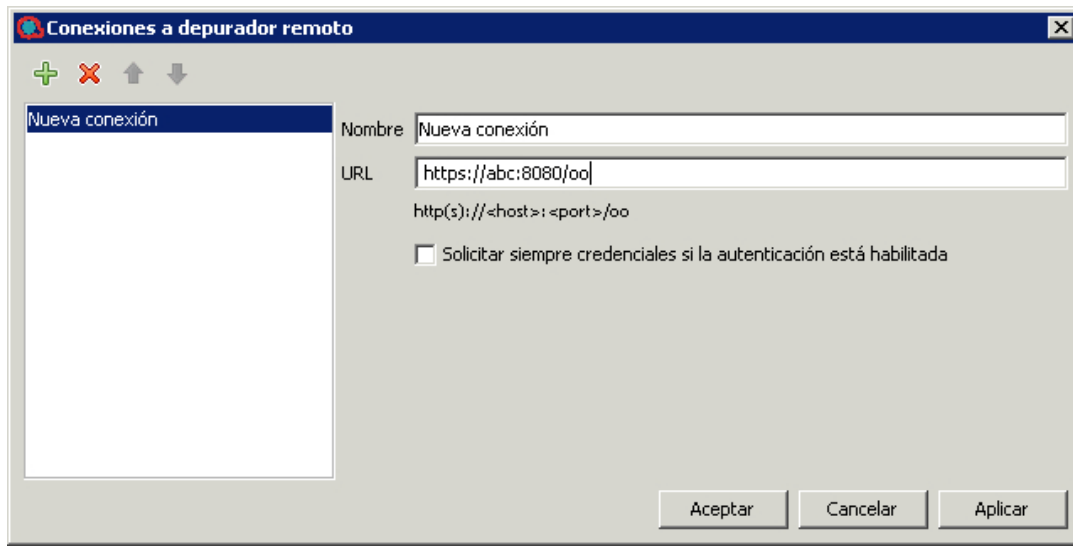 Conexiones a depurador remoto
Nueva conexión
Nombre Nueva conexión
URL https://abc:8080/oo
http(s)://<host>:<port>/oo
Solicitar siempre credenciales si la autenticación está habilitada
Aceptar Cancelar Aplicar